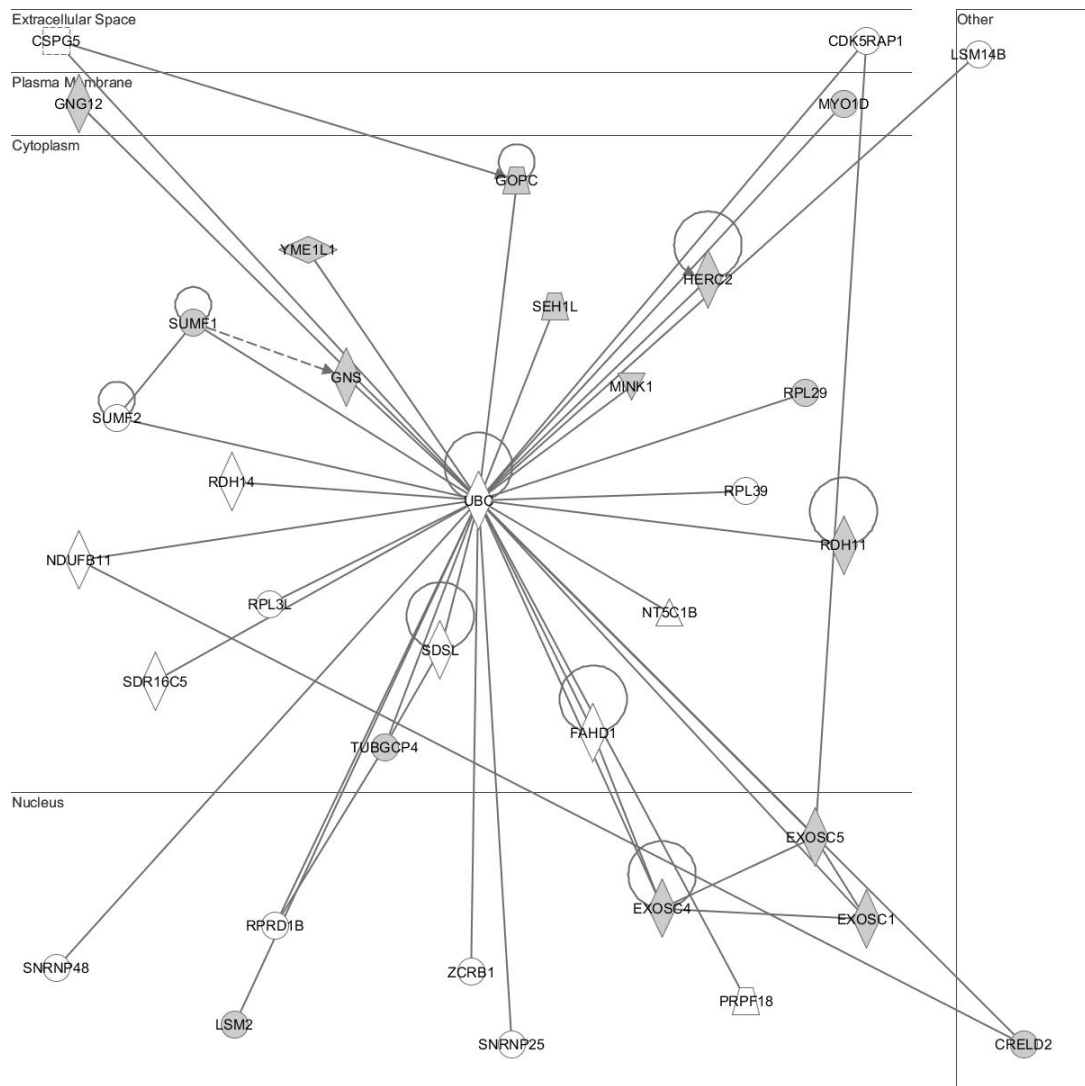 Extracellular Space
Other
CSPG5
CDK5RAP1
LSM14B
Plasma Membrane
GNG12
MYO1D
Cytoplasm
GOPC
YME1L1
HERC2
SEH1L
SUMF1
GNS
MINK1
RPL29
SUMF2
RDH14
RPL39
UBC
RDH11
NDUFB11
RPL3L
NT5C1B
SDSL
SDR16C5
FAHD1
TUBGCP4
Nucleus
EXOSC5
EXOSC4
EXOSC1
RPRD1B
SNRNP48
ZCRB1
PRPF18
LSM2
SNRNP25
CRELD2